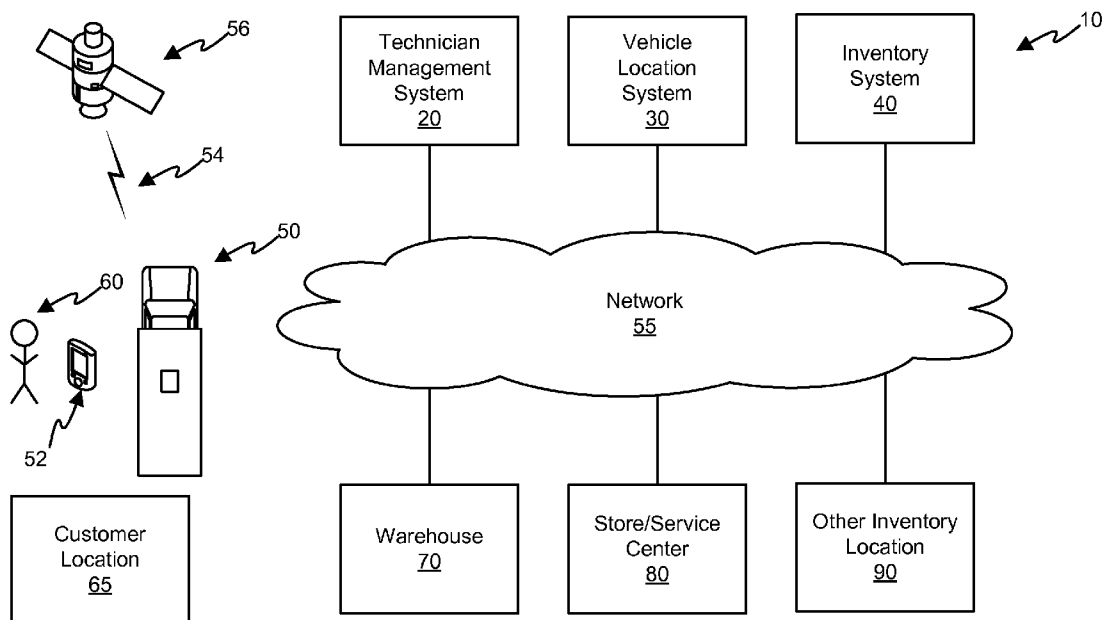 56
Technician
Management
System
20
Vehicle
Location
System
30
Inventory
System
40
10
54
50
60
Network
55
52
Customer
Location
65
Warehouse
70
Store/Service
Center
80
Other Inventory
Location
90